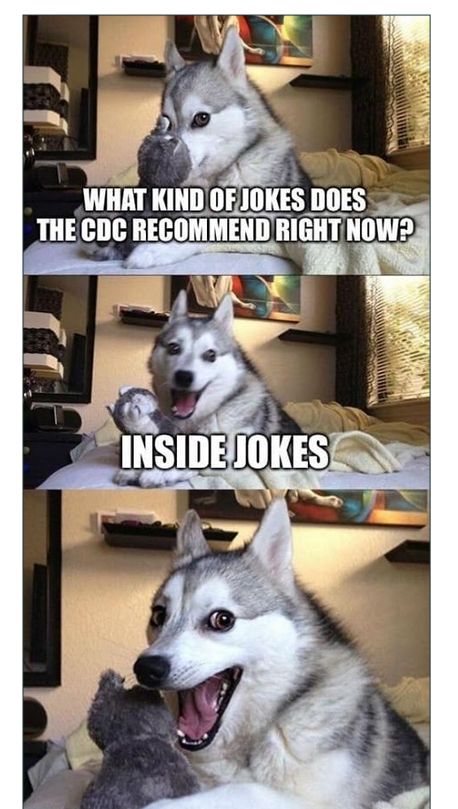 WHAT KIND OF JOKES DOES
THE CDC RECOMMEND RIGHT NOW?
INSIDE JOKES